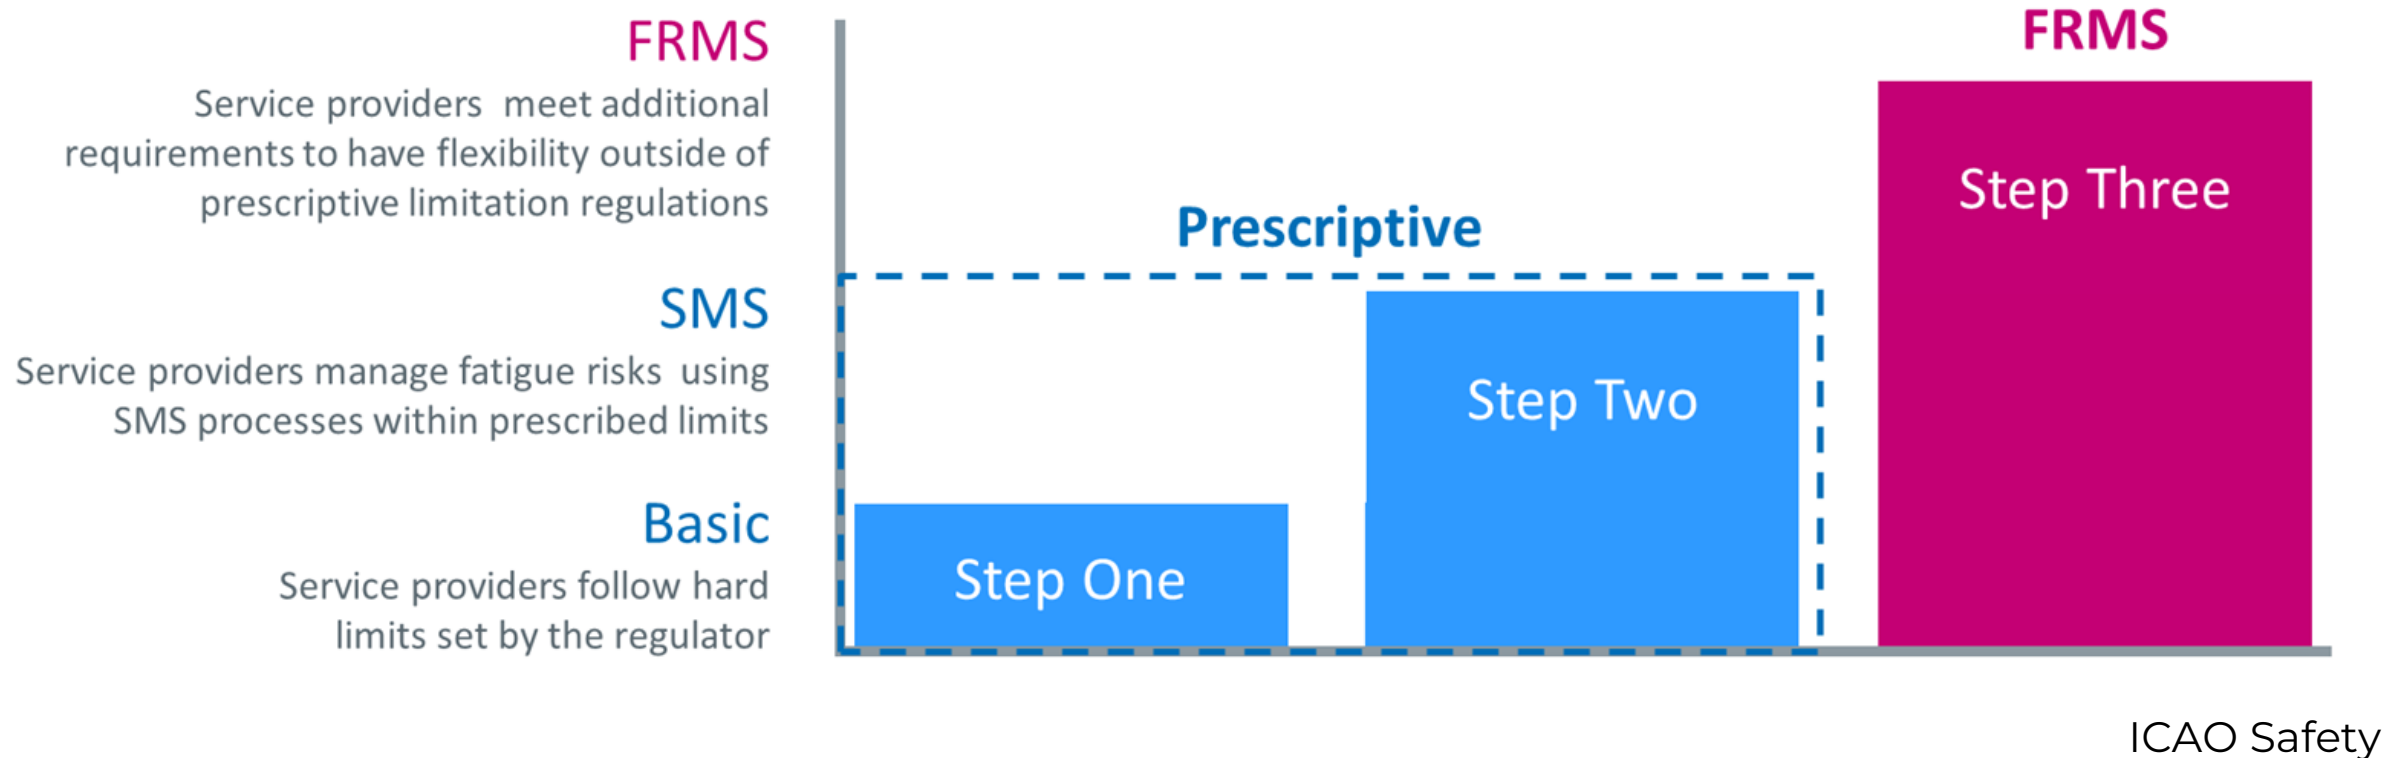 FRMS
Service providers meet additional
requirements to have flexibility outside of
prescriptive limitation regulations
SMS
Service providers manage fatigue risks using
SMS processes within prescribed limits
Basic
Service providers follow hard
limits set by the regulator
Prescriptive
Step One
Step Two
FRMS
Step Three
ICAO Safety